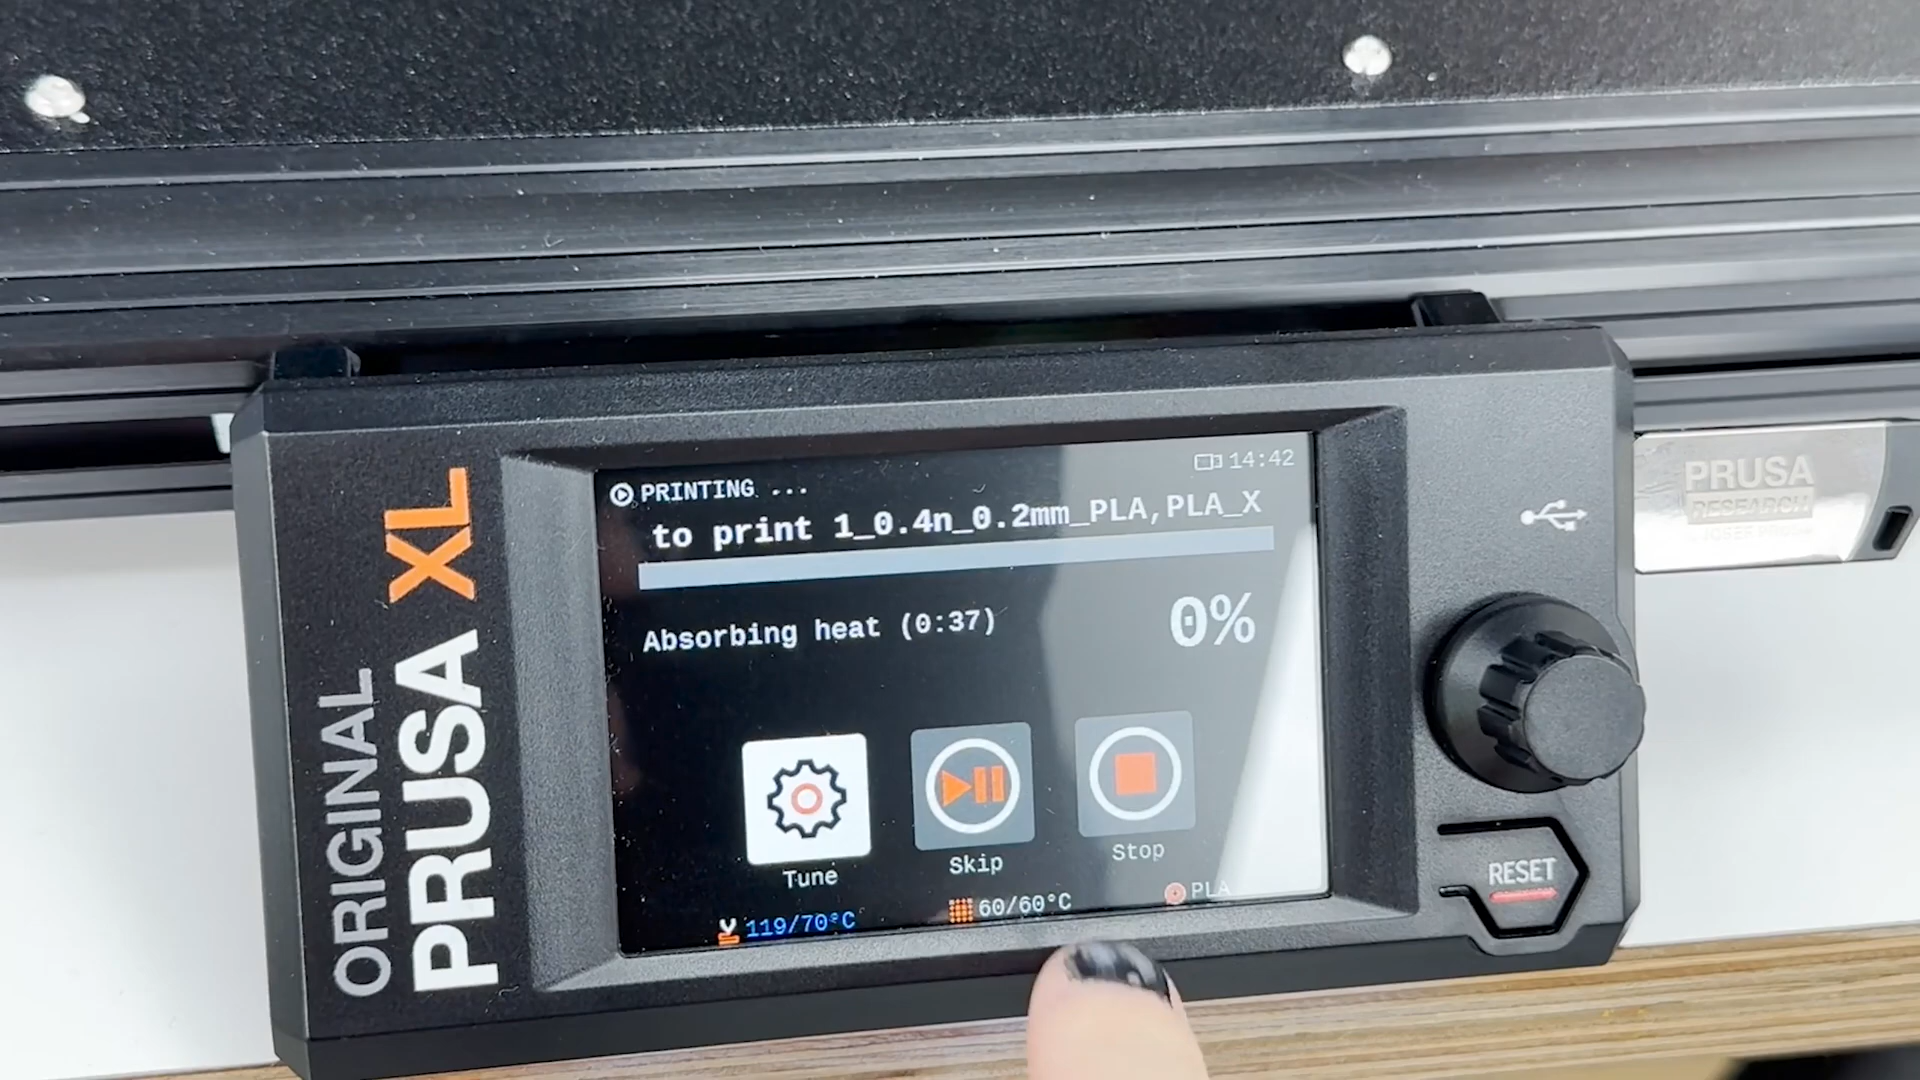 ORIGINAL
PRUSA XL
PRINTING ...
14:42
to print 1_0.4n_0.2mm_PLA,PLA_X
Absorbing heat (0:37)
0%
Tune
Skip
Stop
119/70°C
60/60°C
PLA
RESET
PRUSA
RESEARCH